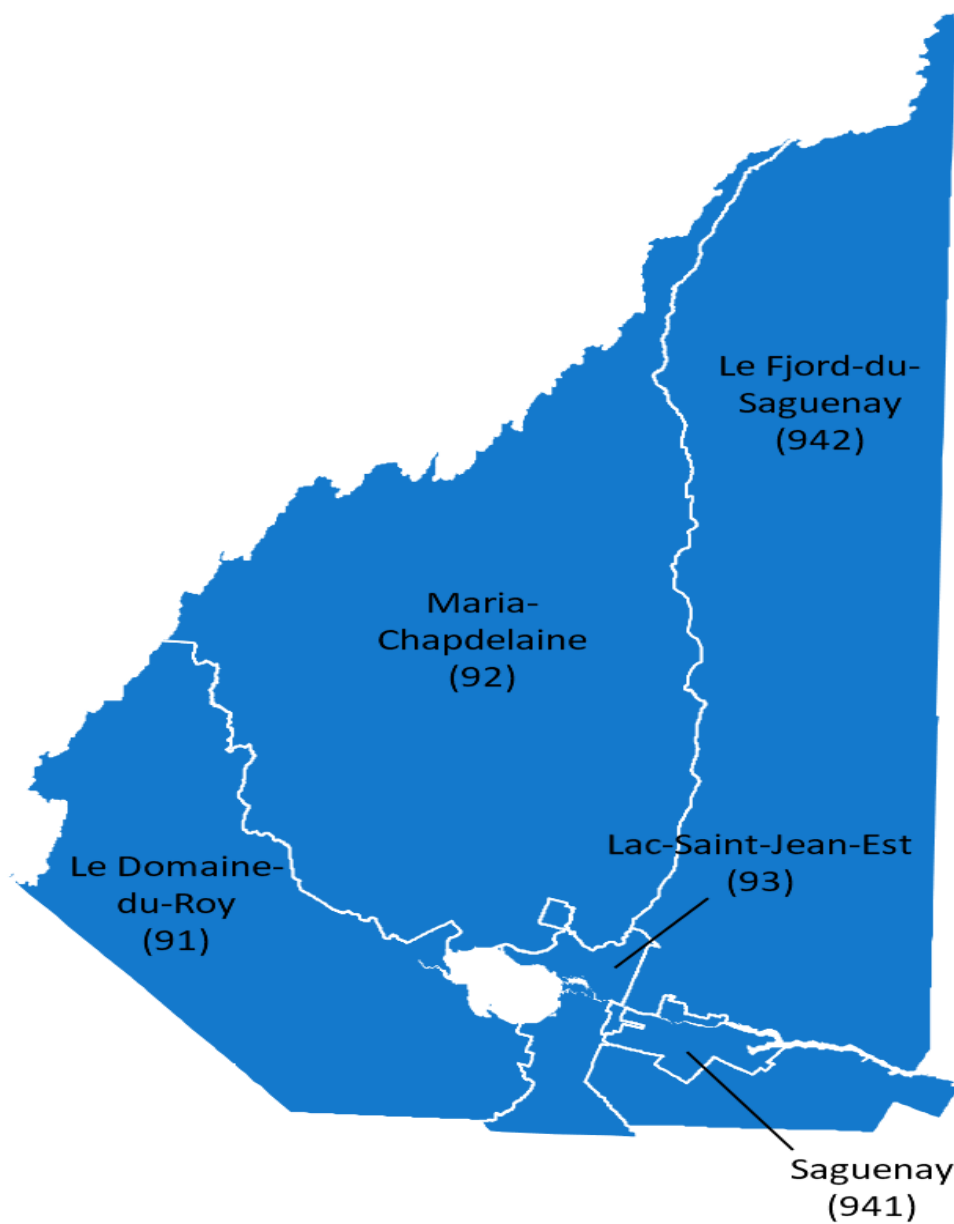 Le Fjord-du-
Saguenay
(942)
Maria-
Chapdelaine
(92)
Lac-Saint-Jean-Est
(93)
Le Domaine-
du-Roy
(91)
Saguenay
(941)